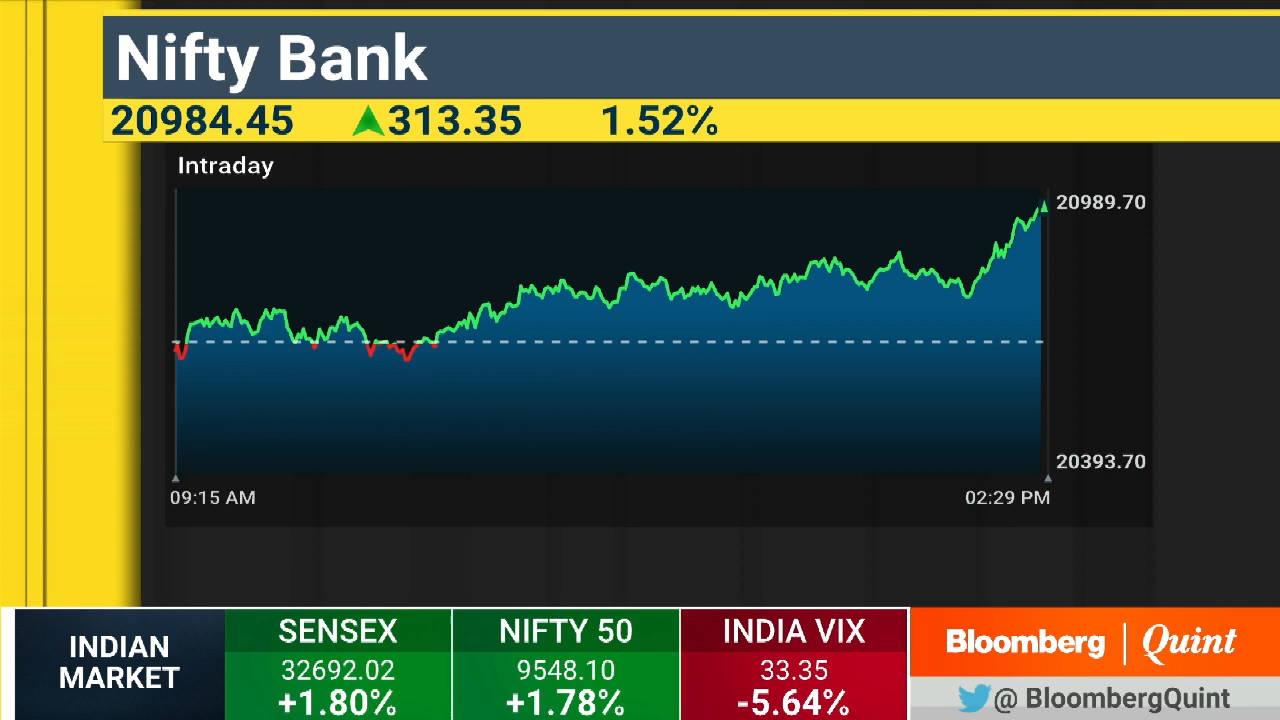 Nifty Bank
20984.45 313.35 1.52%
Intraday
20989.70
20393.70
09:15 AM 02:29 PM
INDIAN
MARKET
SENSEX
32692.02
+1.80%
NIFTY 50
9548.10
+1.78%
INDIA VIX
33.35
-5.64%
Bloomberg | Quint
@ BloombergQuint